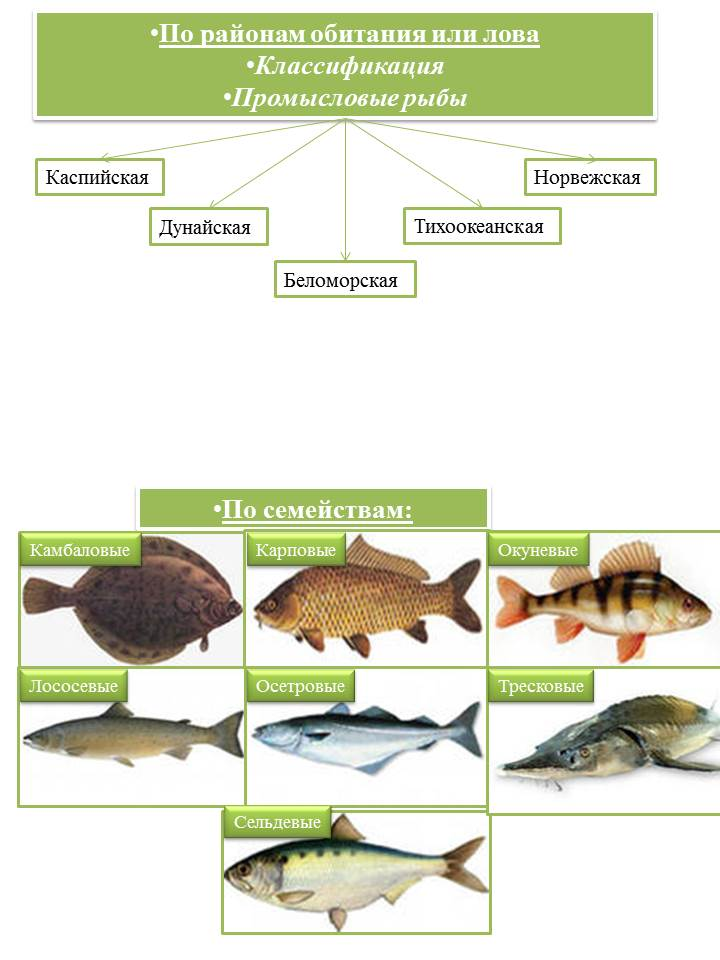 •По районам обитания или лова
•Классификация
•Промысловые рыбы
Каспийская
Норвежская
Дунайская
Тихоокеанская
Беломорская
•По семействам:
Камбаловые
Карповые
Окуневые
Лососевые
Осетровые
Тресковые
Сельдевые